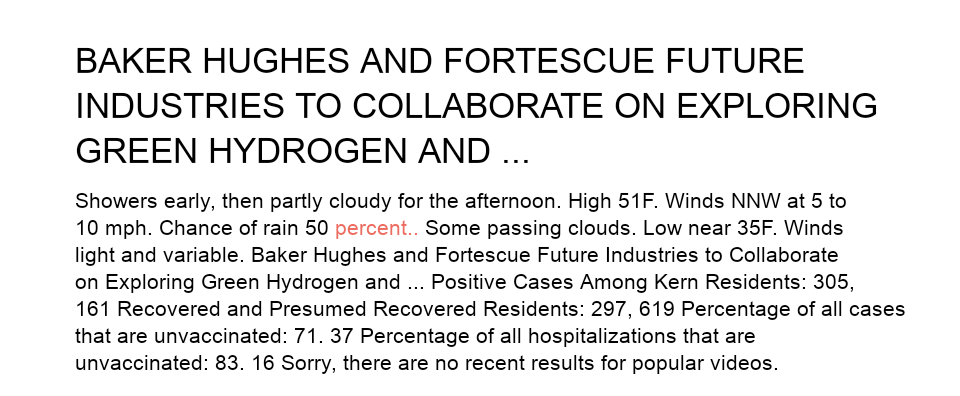 BAKER HUGHES AND FORTESCUE FUTURE
INDUSTRIES TO COLLABORATE ON EXPLORING
GREEN HYDROGEN AND ...
Showers early, then partly cloudy for the afternoon. High 51F. Winds NNW at 5 to
10 mph. Chance of rain 50 percent.. Some passing clouds. Low near 35F. Winds
light and variable. Baker Hughes and Fortescue Future Industries to Collaborate
on Exploring Green Hydrogen and ... Positive Cases Among Kern Residents: 305,
161 Recovered and Presumed Recovered Residents: 297, 619 Percentage of all cases
that are unvaccinated: 71. 37 Percentage of all hospitalizations that are
unvaccinated: 83. 16 Sorry, there are no recent results for popular videos.